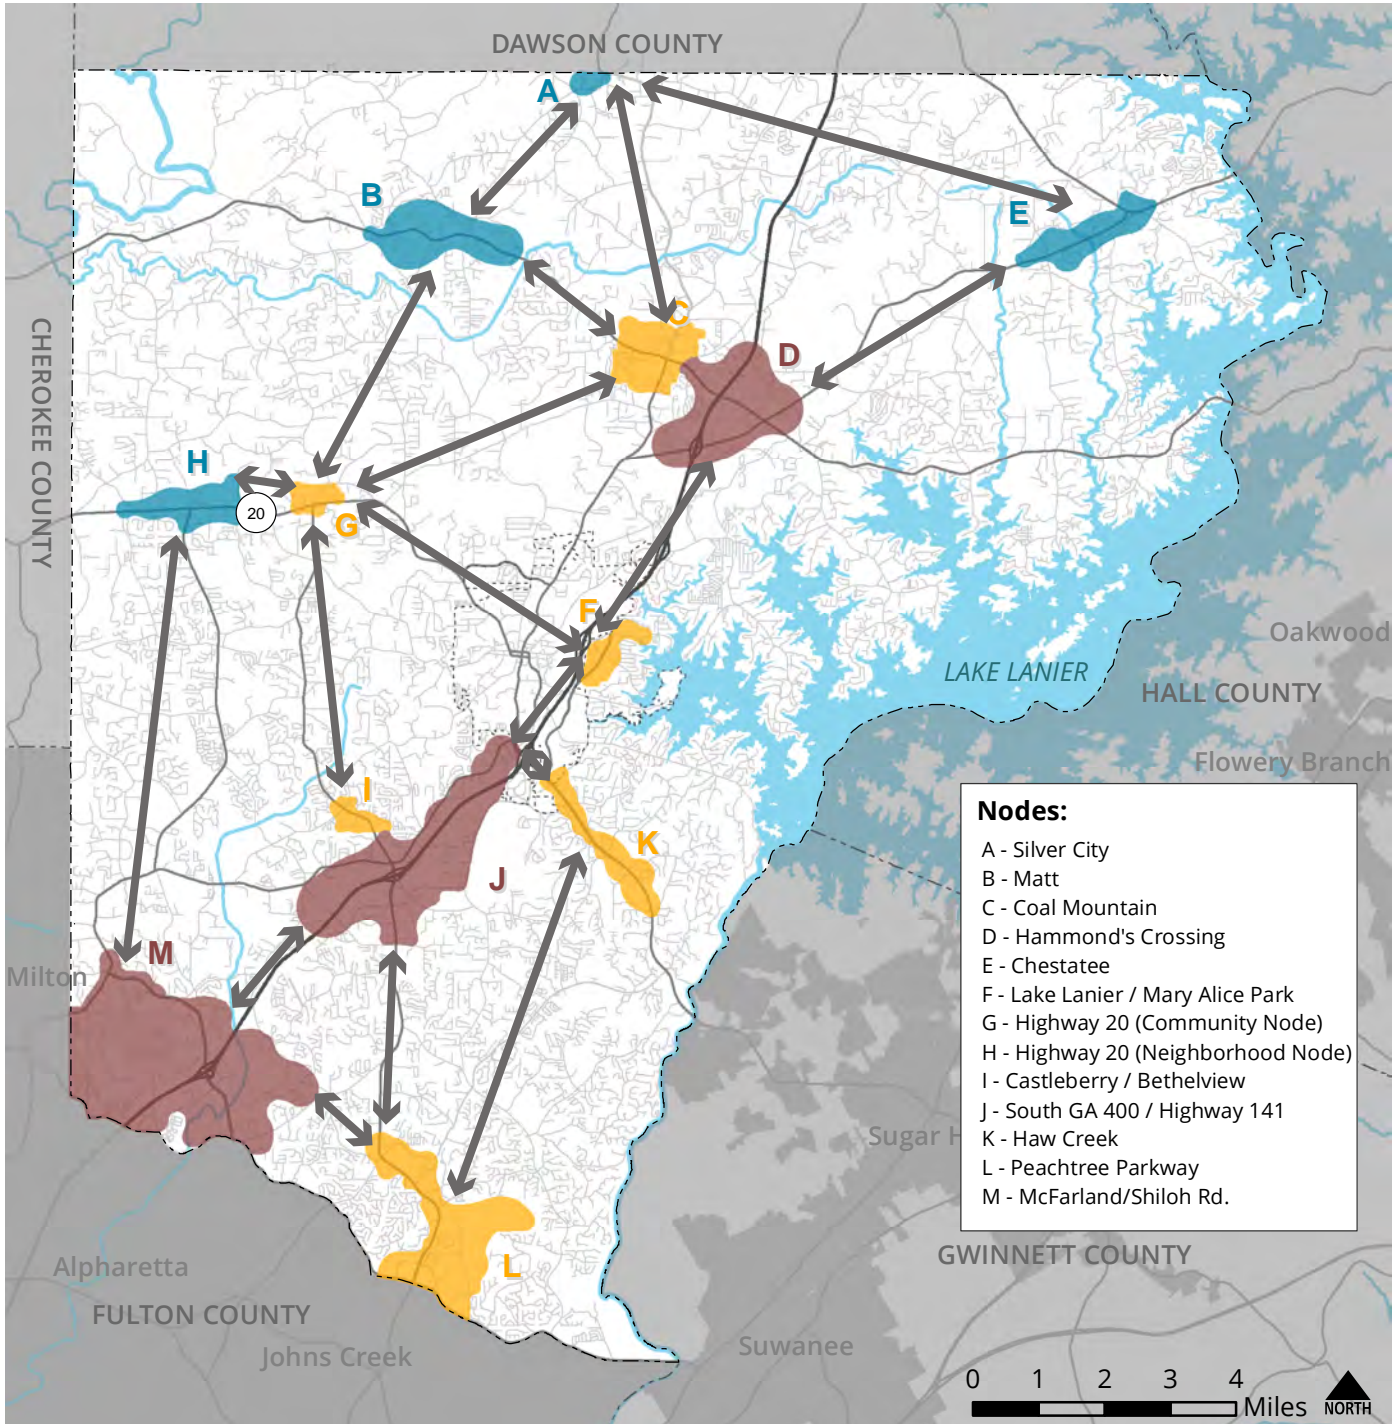 DAWSON COUNTY
A
B
E
C
D
CHEROKEE COUNTY
H
20
G
F
Oakwood
LAKE LANIER
HALL COUNTY
Flowery Branch
I
K
J
M
Milton
Nodes:
A - Silver City
B - Matt
C - Coal Mountain
D - Hammond's Crossing
E - Chestatee
F - Lake Lanier / Mary Alice Park
G - Highway 20 (Community Node)
H - Highway 20 (Neighborhood Node)
I - Castleberry / Bethelview
J - South GA 400 / Highway 141
K - Haw Creek
L - Peachtree Parkway
M - McFarland/Shiloh Rd.
Sugar H
GWINNETT COUNTY
L
Alpharetta
FULTON COUNTY
Johns Creek
Suwanee
0 1 2 3 4
Miles
NORTH